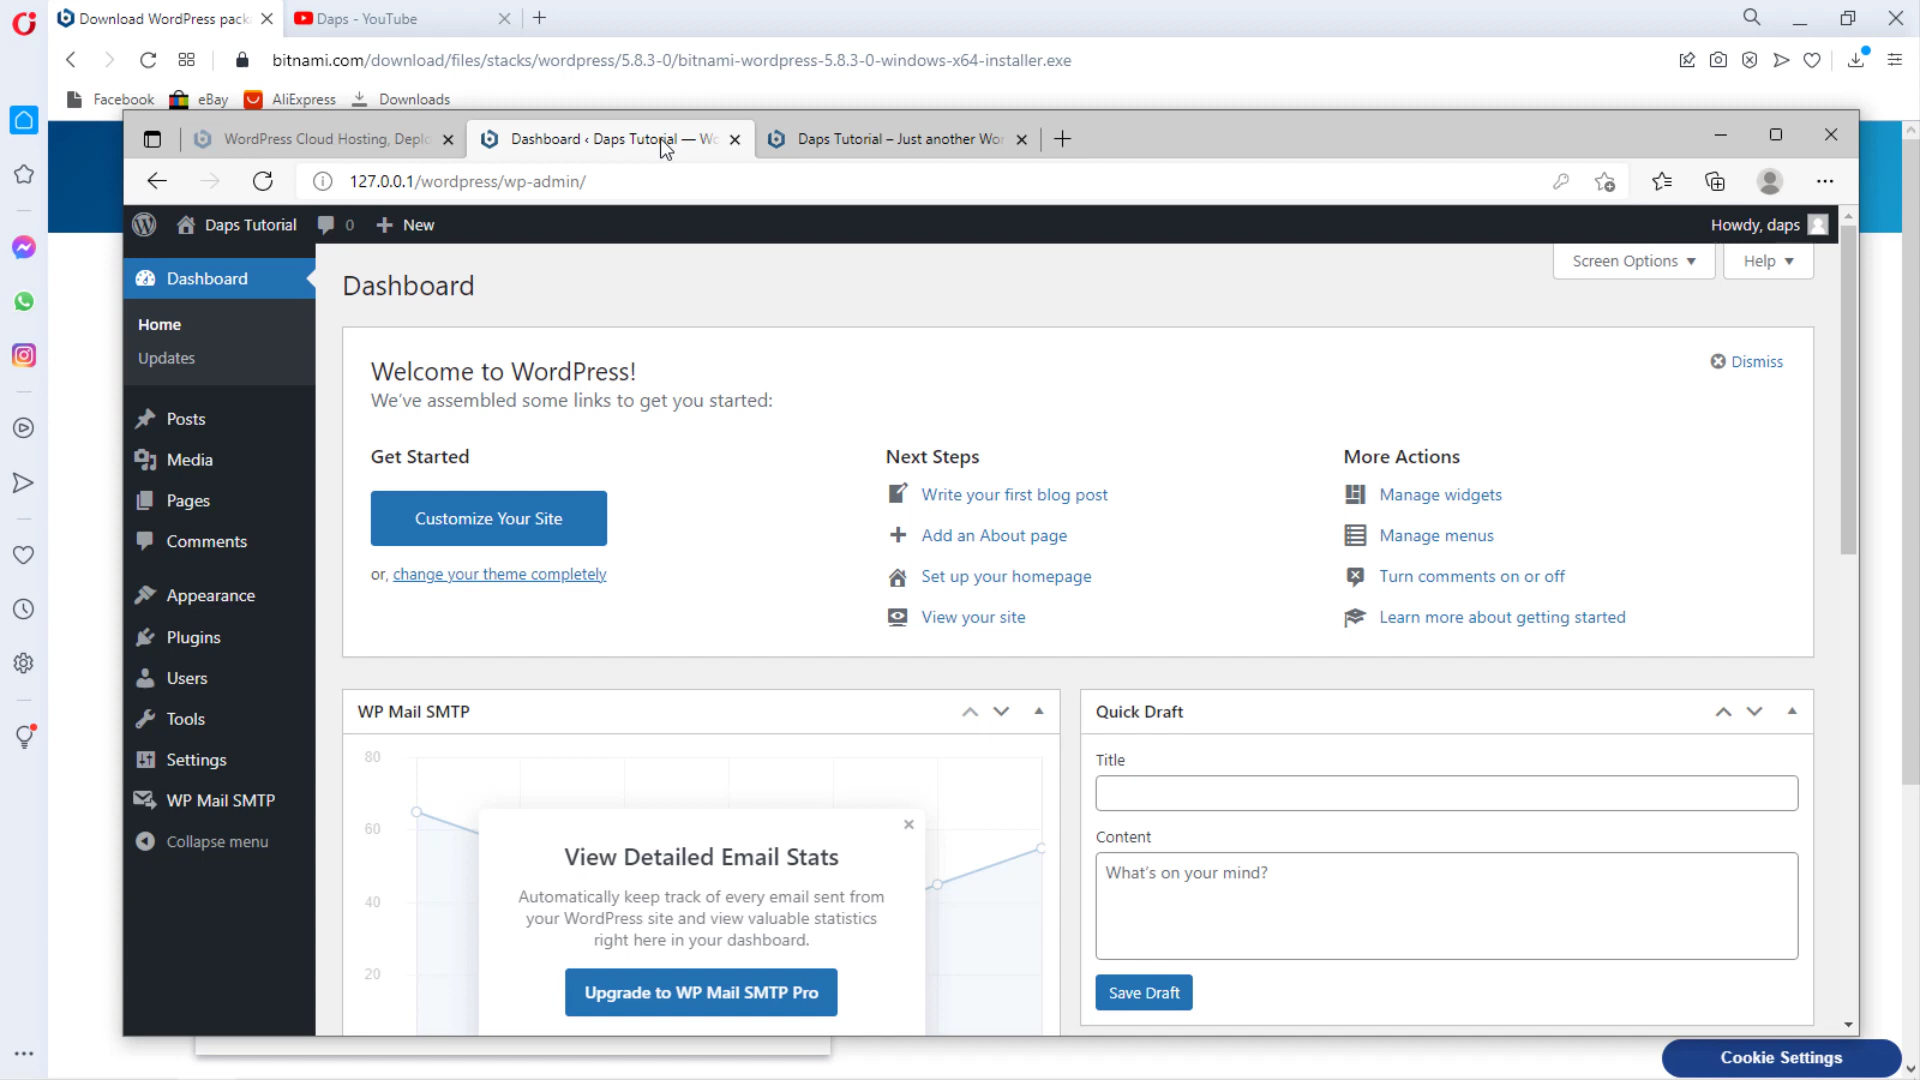 Download WordPress pack
Daps - YouTube
bitnami.com/download/files/stacks/wordpress/5.8.3-0/bitnami-wordpress-5.8.3-0-windows-x64-installer.exe
Facebook
eBay
AliExpress
Downloads
WordPress Cloud Hosting, Deplo
Dashboard ‹ Daps Tutorial — Wo
Daps Tutorial – Just another Wor
127.0.0.1/wordpress/wp-admin/
Daps Tutorial
0
New
Howdy, daps
Dashboard
Home
Updates
Posts
Media
Pages
Comments
Appearance
Plugins
Users
Tools
Settings
WP Mail SMTP
Collapse menu
Dashboard
Screen Options
Help
Welcome to WordPress!
We've assembled some links to get you started:
Dismiss
Get Started
Customize Your Site
or, change your theme completely
Next Steps
Write your first blog post
Add an About page
Set up your homepage
View your site
More Actions
Manage widgets
Manage menus
Turn comments on or off
Learn more about getting started
WP Mail SMTP
80
60
40
20
View Detailed Email Stats
Automatically keep track of every email sent from
your WordPress site and view valuable statistics
right here in your dashboard.
Upgrade to WP Mail SMTP Pro
Quick Draft
Title
Content
What's on your mind?
Save Draft
Cookie Settings